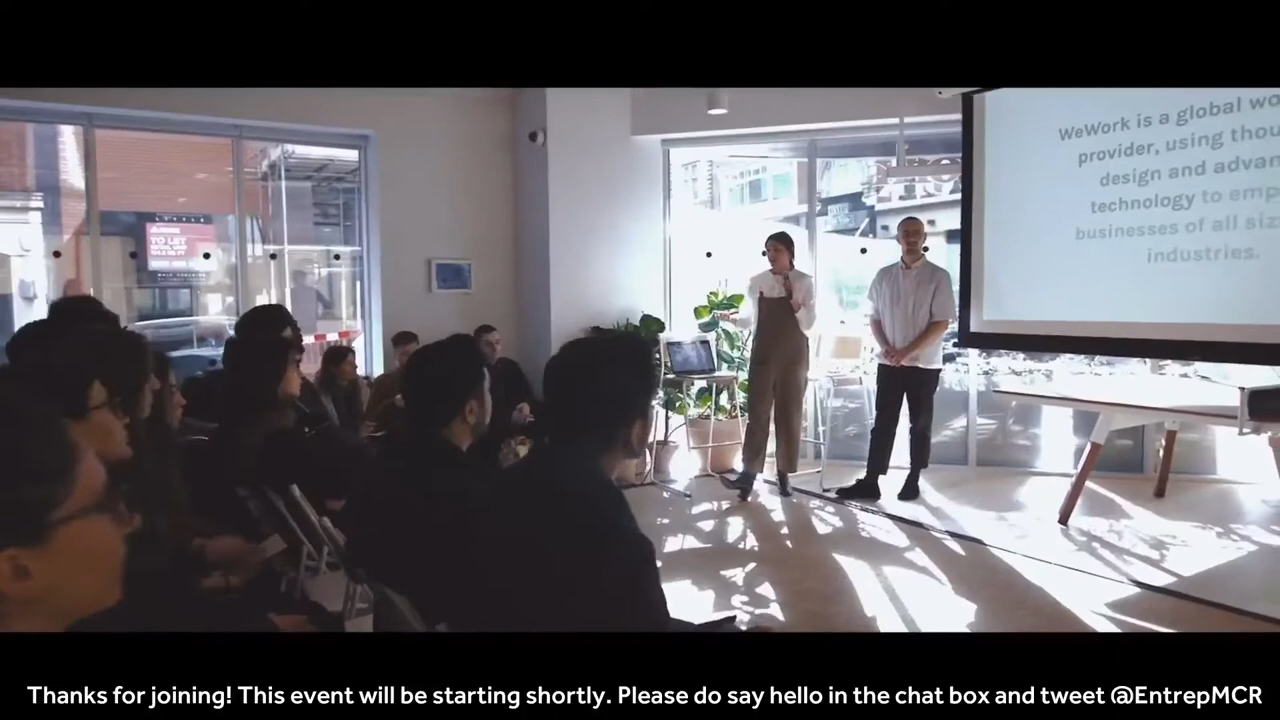 WeWork is a global wo
provider, using thou
design and advan
technology to emp
businesses of all siz
industries.
TO LET
Thanks for joining! This event will be starting shortly. Please do say hello in the chat box and tweet @EntrepMCR